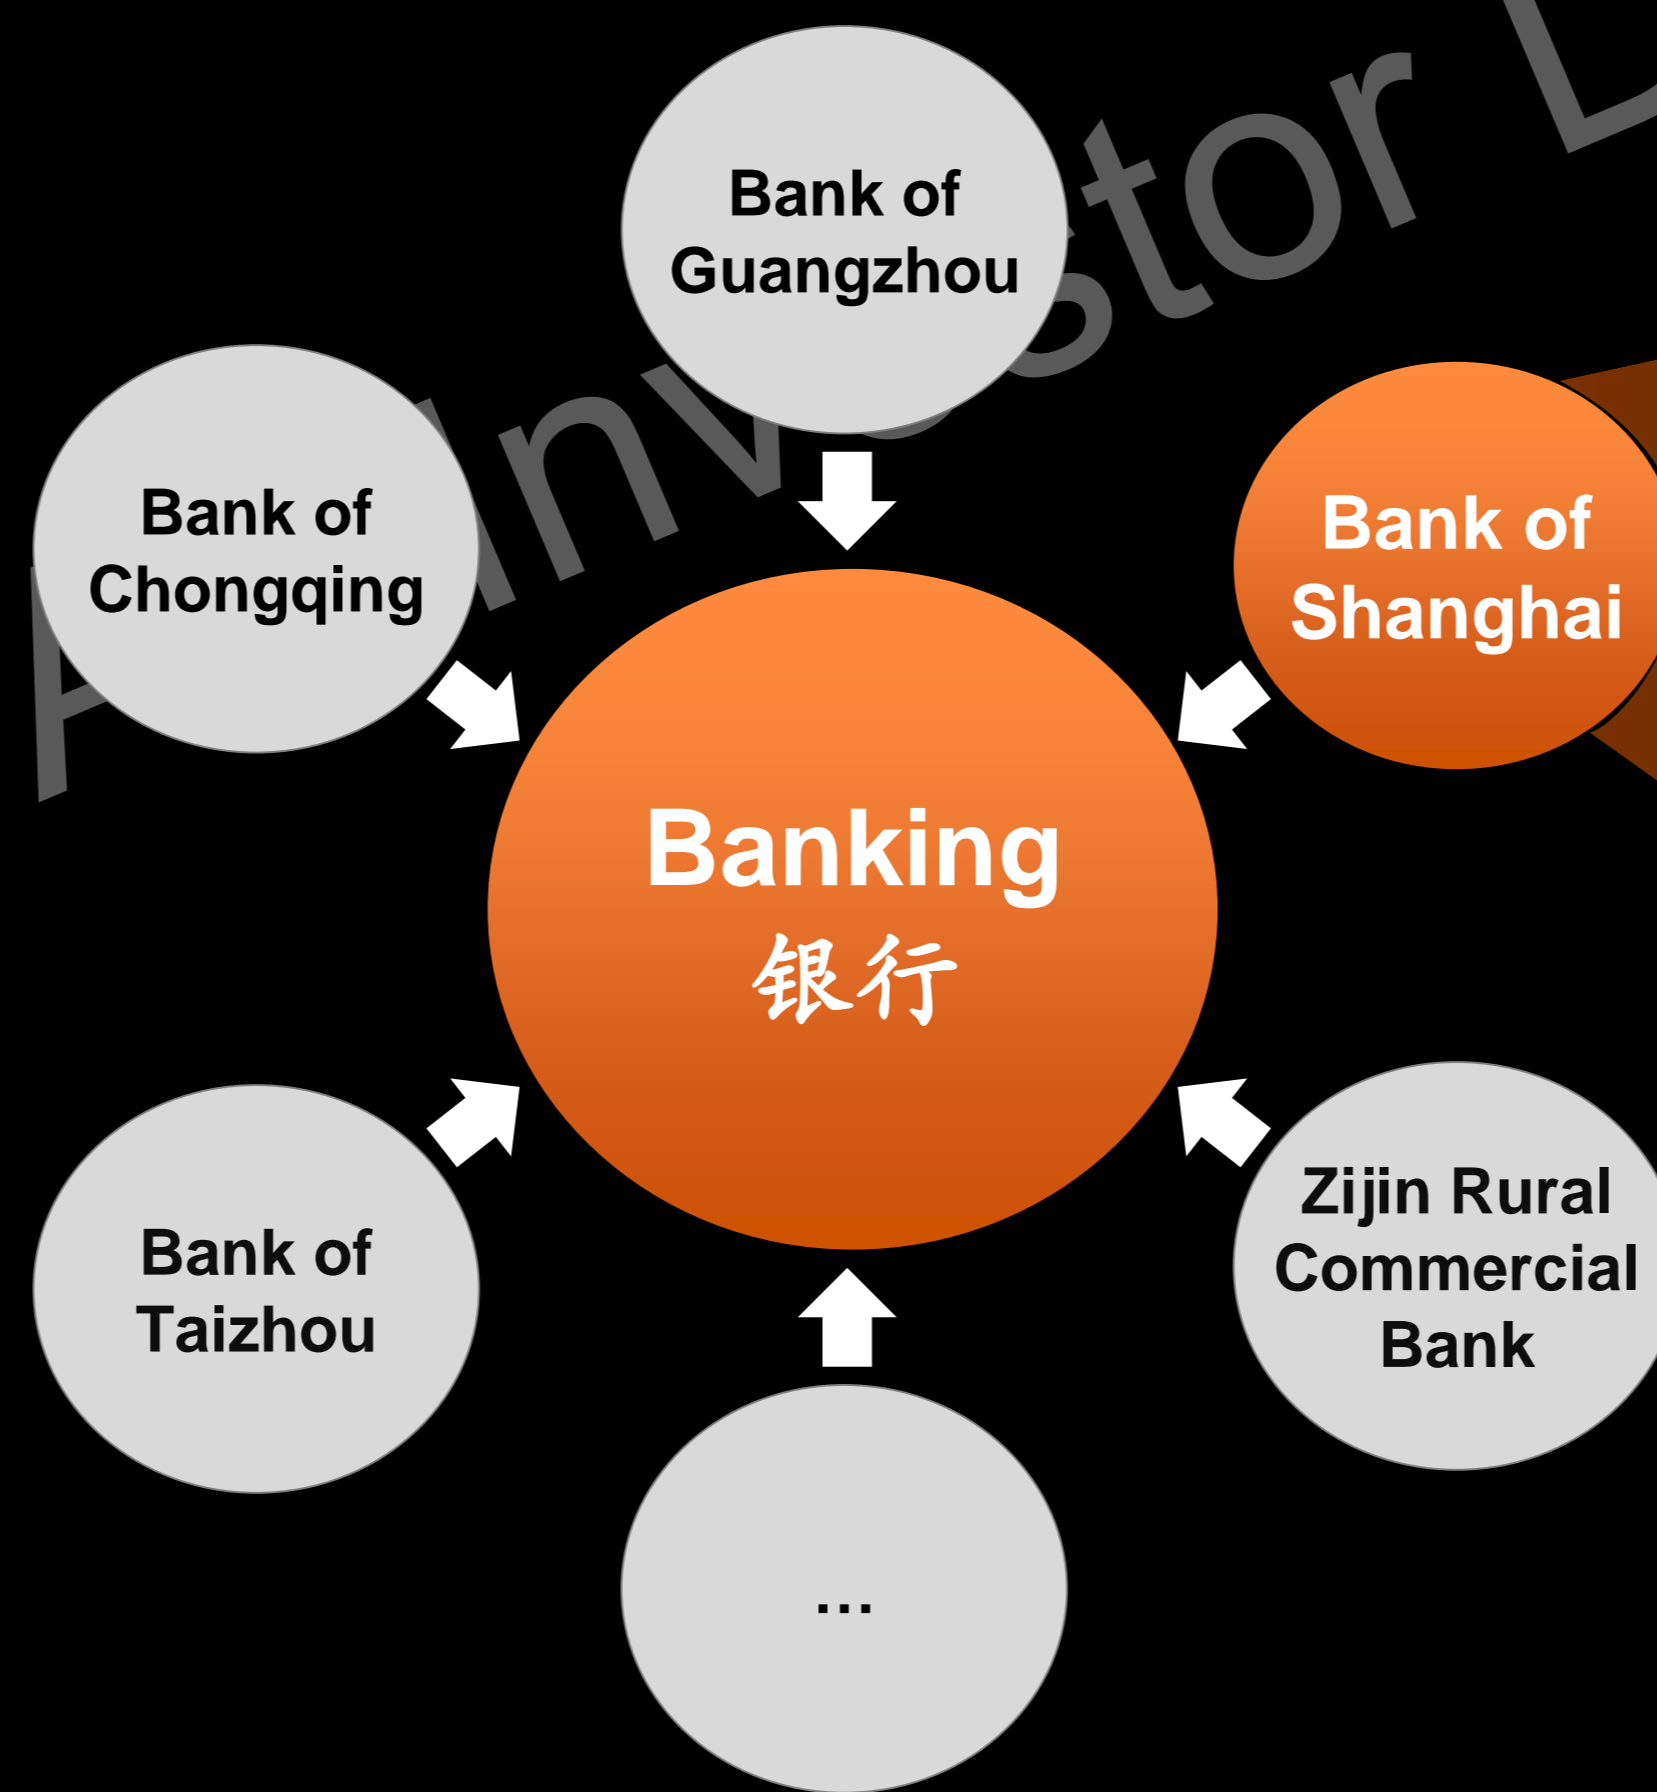 Bank of
Guangzhou
Bank of
Chongqing
Bank of
Shanghai
Banking
银行
Bank of
Taizhou
Zijin Rural
Commercial
Bank
…